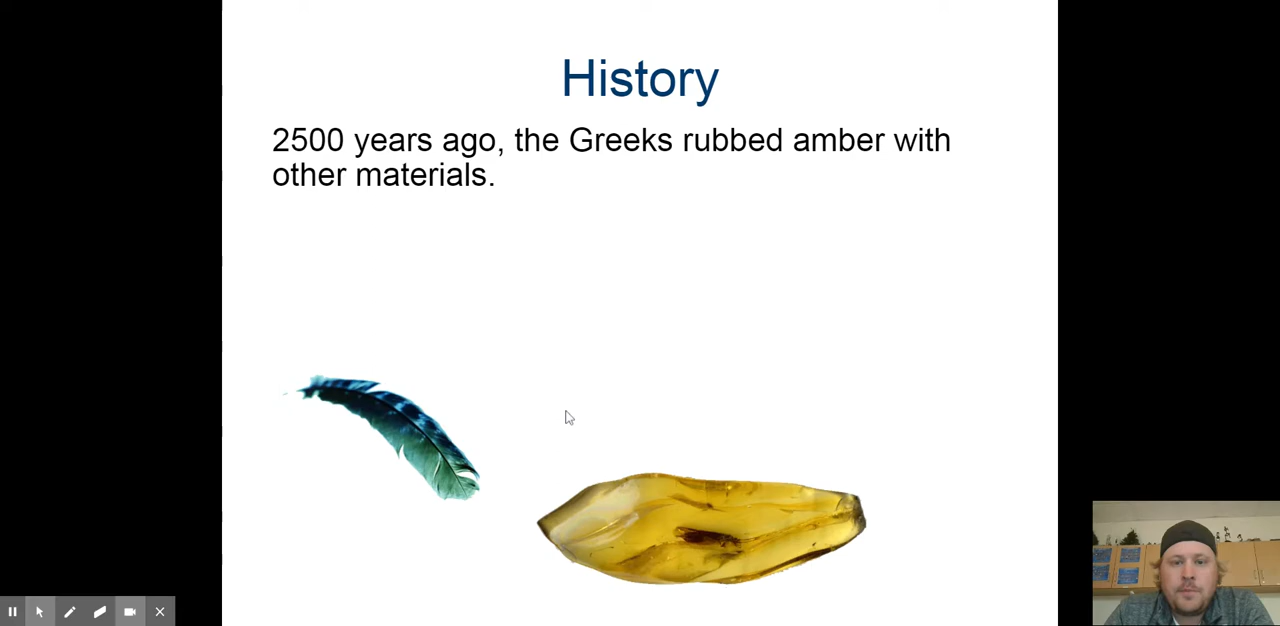 History
2500 years ago, the Greeks rubbed amber with
other materials.